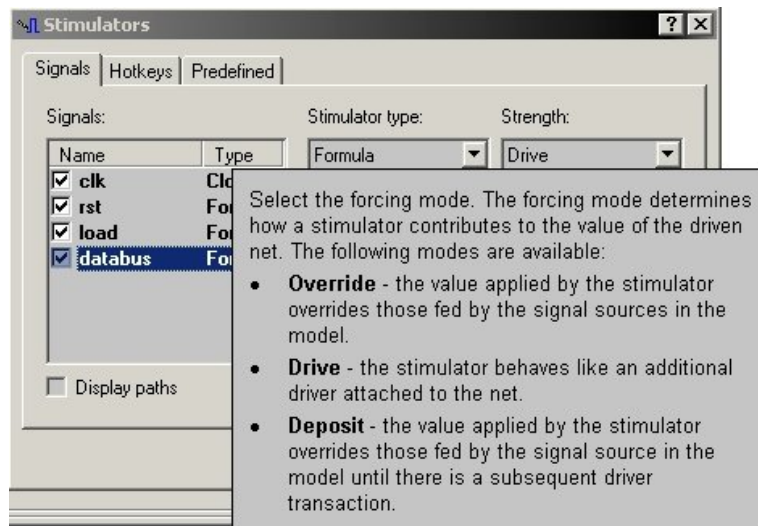 Stimulators
Signals Hotkeys Predefined
Signals: Stimulator type: Strength:
Name Type Formula Drive
clk Clo
rst For
load For
databus For
Display paths
Select the forcing mode. The forcing mode determines
how a stimulator contributes to the value of the driven
net. The following modes are available:
• Override - the value applied by the stimulator
overrides those fed by the signal sources in the
model.
• Drive - the stimulator behaves like an additional
driver attached to the net.
• Deposit - the value applied by the stimulator
overrides those fed by the signal source in the
model until there is a subsequent driver
transaction.